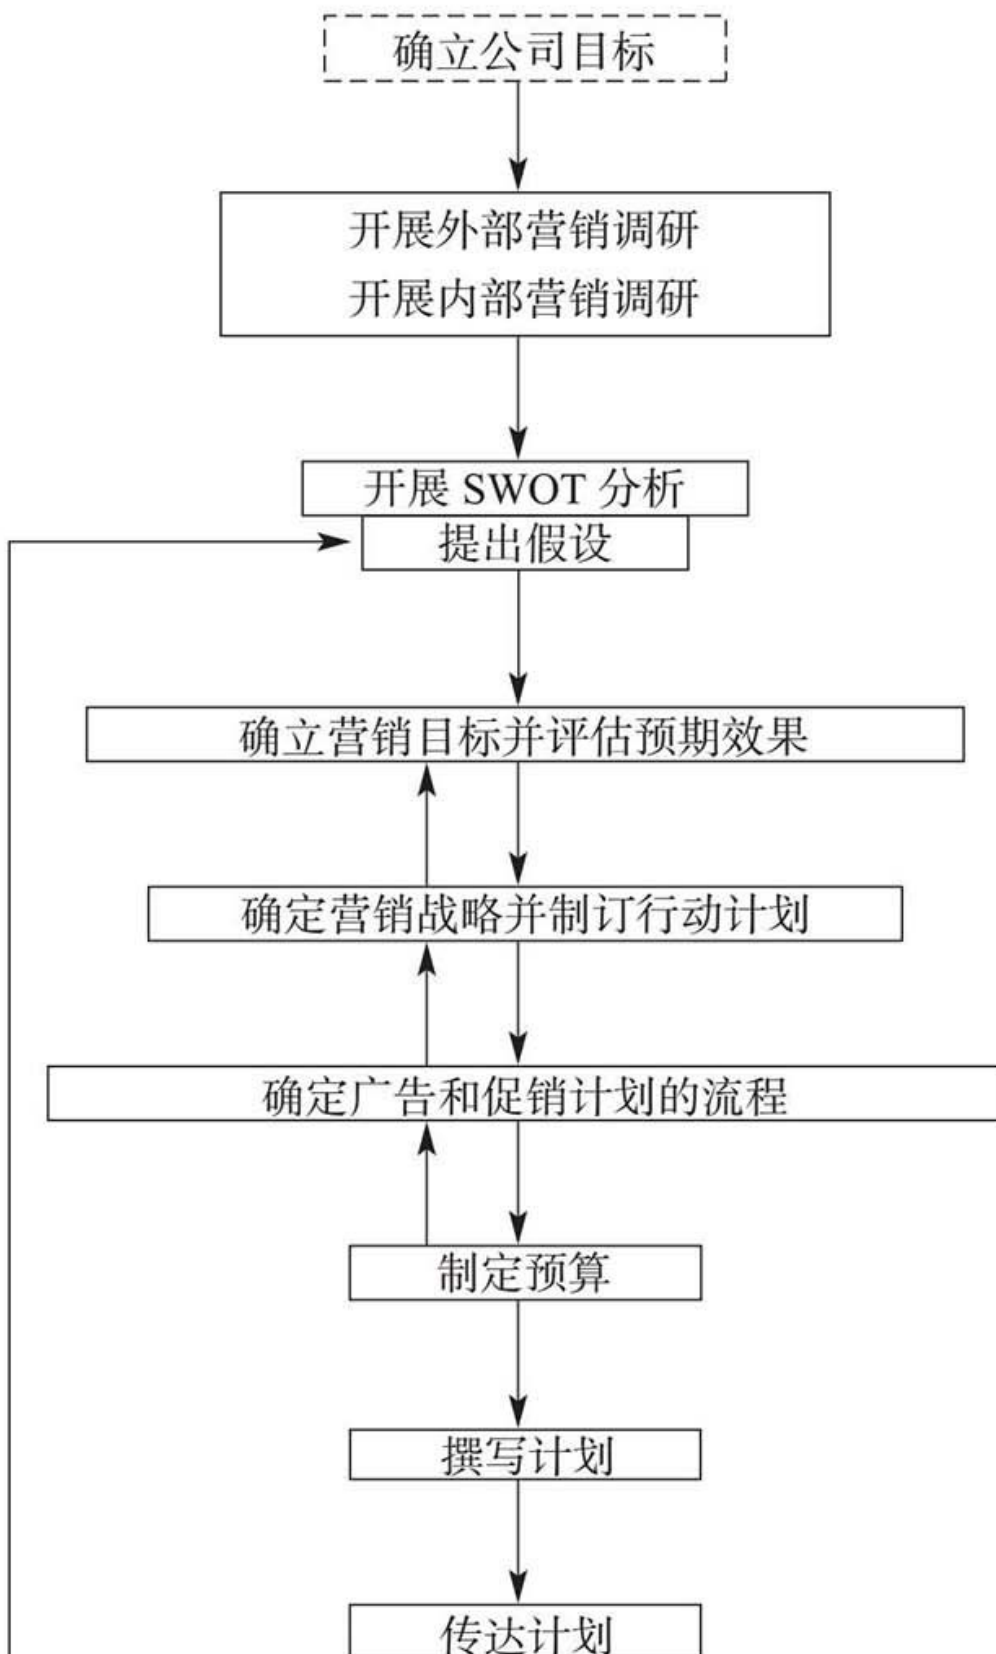 确立公司目标
开展外部营销调研
开展内部营销调研
开展 SWOT 分析
提出假设
确立营销目标并评估预期效果
确定营销战略并制订行动计划
确定广告和促销计划的流程
制定预算
撰写计划
传达计划